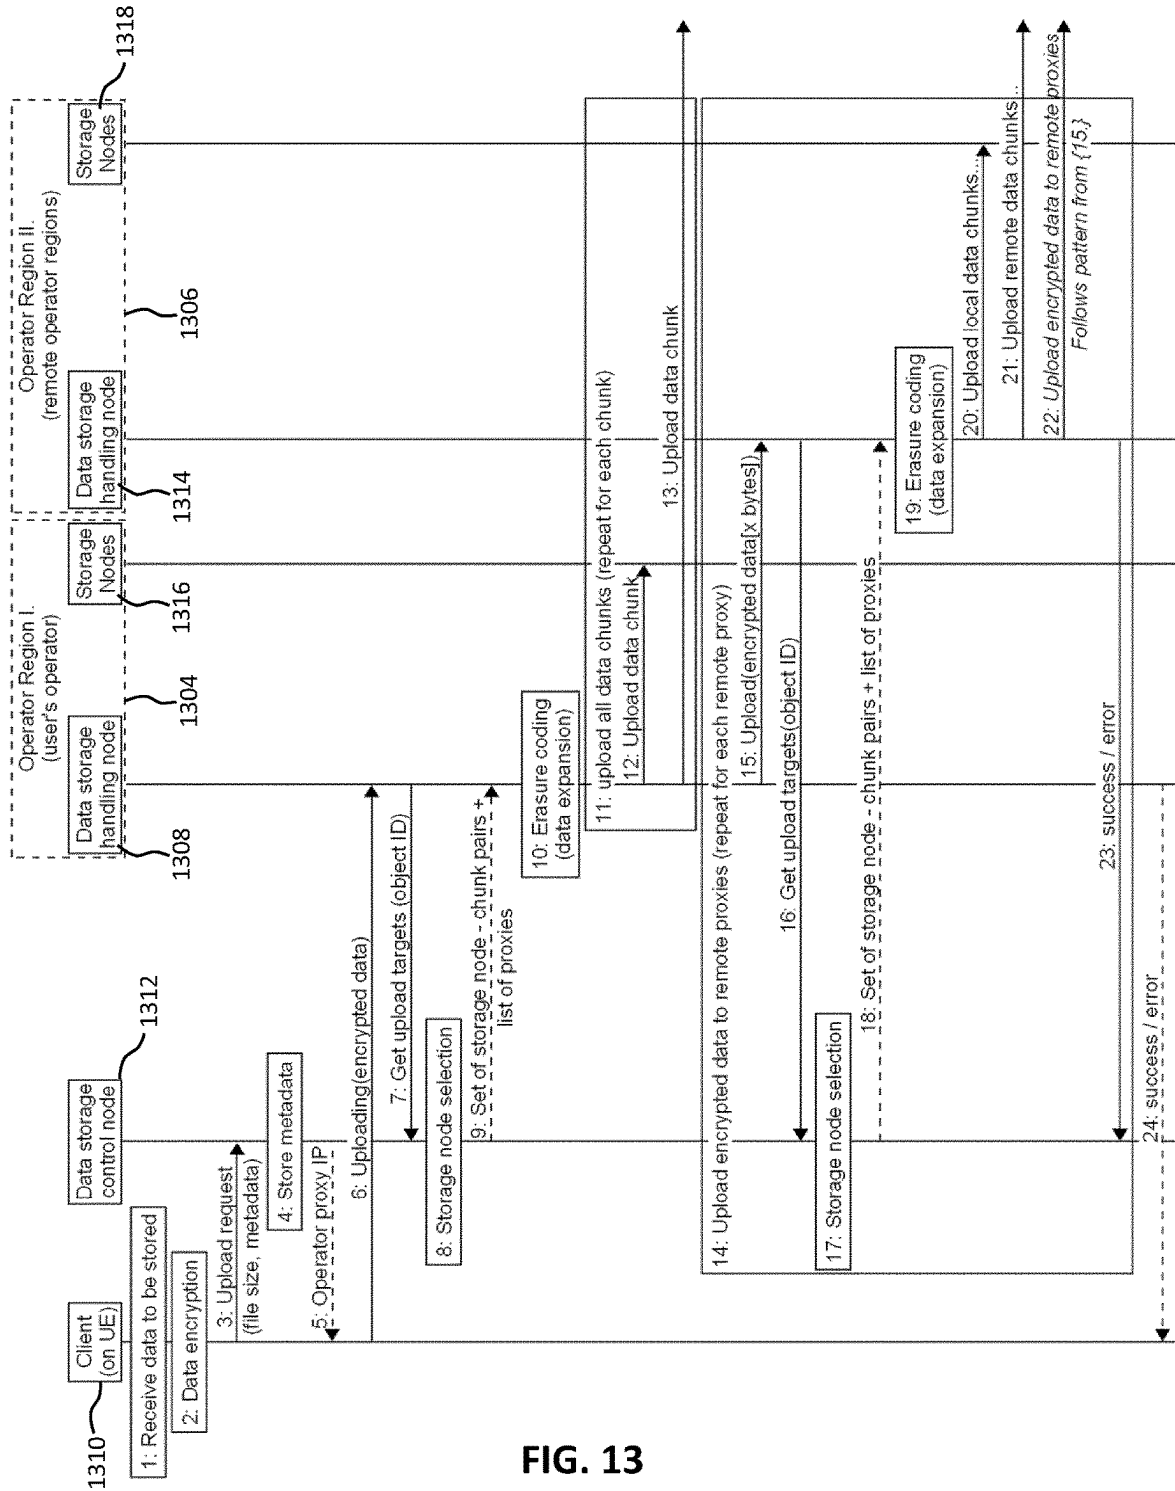 1310
Client
(on UE)
1312
Data storage
control node
Operator Region I.
(user's operator)
1304
1308
Data storage
handling node
1316
Storage
Nodes
Operator Region II.
(remote operator regions)
1306
1314
Data storage
handling node
1318
Storage
Nodes
1: Receive data to be stored
2: Data encryption
3: Upload request
(file size, metadata)
4: Store metadata
5: Operator proxy IP
6: Uploading(encrypted data)
7: Get upload targets (object ID)
8: Storage node selection
9: Set of storage node - chunk pairs +
list of proxies
10: Erasure coding
(data expansion)
11: upload all data chunks (repeat for each chunk)
12: Upload data chunk
13: Upload data chunk
14: Upload encrypted data to remote proxies (repeat for each remote proxy)
15: Upload(encrypted data[x bytes])
16: Get upload targets(object ID)
17: Storage node selection
18: Set of storage node - chunk pairs + list of proxies
19: Erasure coding
(data expansion)
20: Upload local data chunks...
21: Upload remote data chunks...
22: Upload encrypted data to remote proxies
Follows pattern from {15.}
23: success / error
24: success / error
FIG. 13